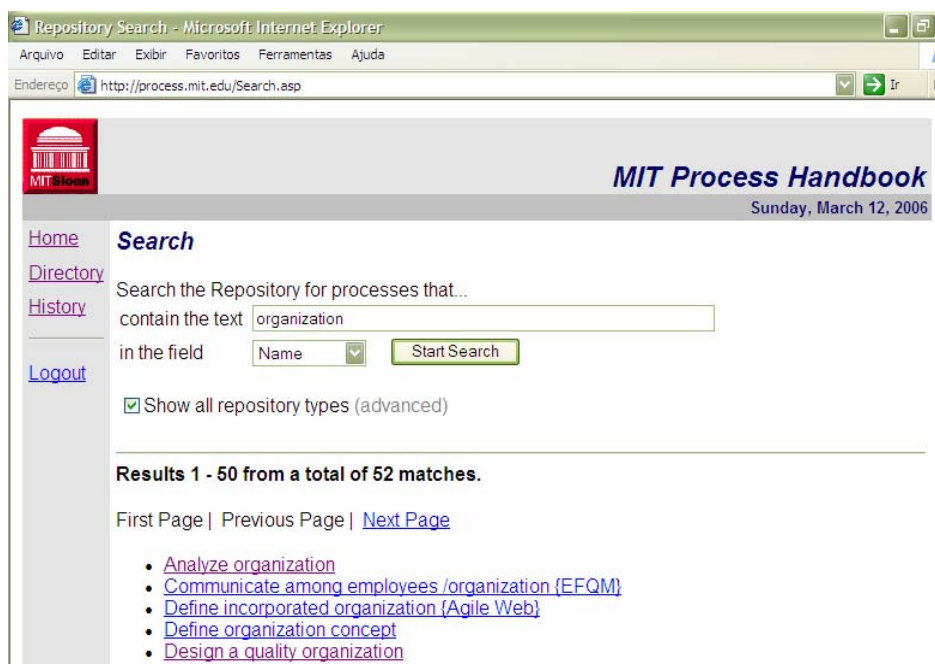 Repository Search - Microsoft Internet Explorer
Arquivo Editar Exibir Favoritos Ferramentas Ajuda
Endereço http://process.mit.edu/Search.asp Ir
MITSloan
MIT Process Handbook
Sunday, March 12, 2006
Home
Directory
History
Logout
Search
Search the Repository for processes that...
contain the text organization
in the field Name Start Search
Show all repository types (advanced)
Results 1 - 50 from a total of 52 matches.
First Page | Previous Page | Next Page
• Analyze organization
• Communicate among employees /organization {EFQM}
• Define incorporated organization {Agile Web}
• Define organization concept
• Design a quality organization